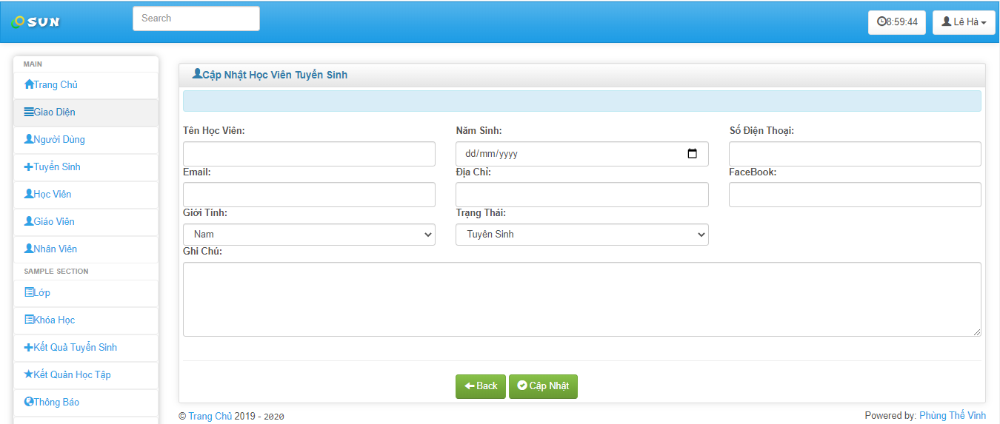 SUN
Search
8:59:44
Lê Hà
MAIN
Trang Chủ
Giao Diện
Người Dùng
Tuyển Sinh
Học Viên
Giáo Viên
Nhân Viên
SAMPLE SECTION
Lớp
Khóa Học
Kết Quả Tuyển Sinh
Kết Quản Học Tập
Thông Báo
Cập Nhật Học Viên Tuyển Sinh
Tên Học Viên:
Năm Sinh:
Số Điện Thoại:
dd/mm/yyyy
Email:
Địa Chỉ:
FaceBook:
Giới Tính:
Trạng Thái:
Nam
Tuyên Sinh
Ghi Chú:
Back
Cập Nhật
© Trang Chủ 2019 - 2020
Powered by: Phùng Thế Vinh